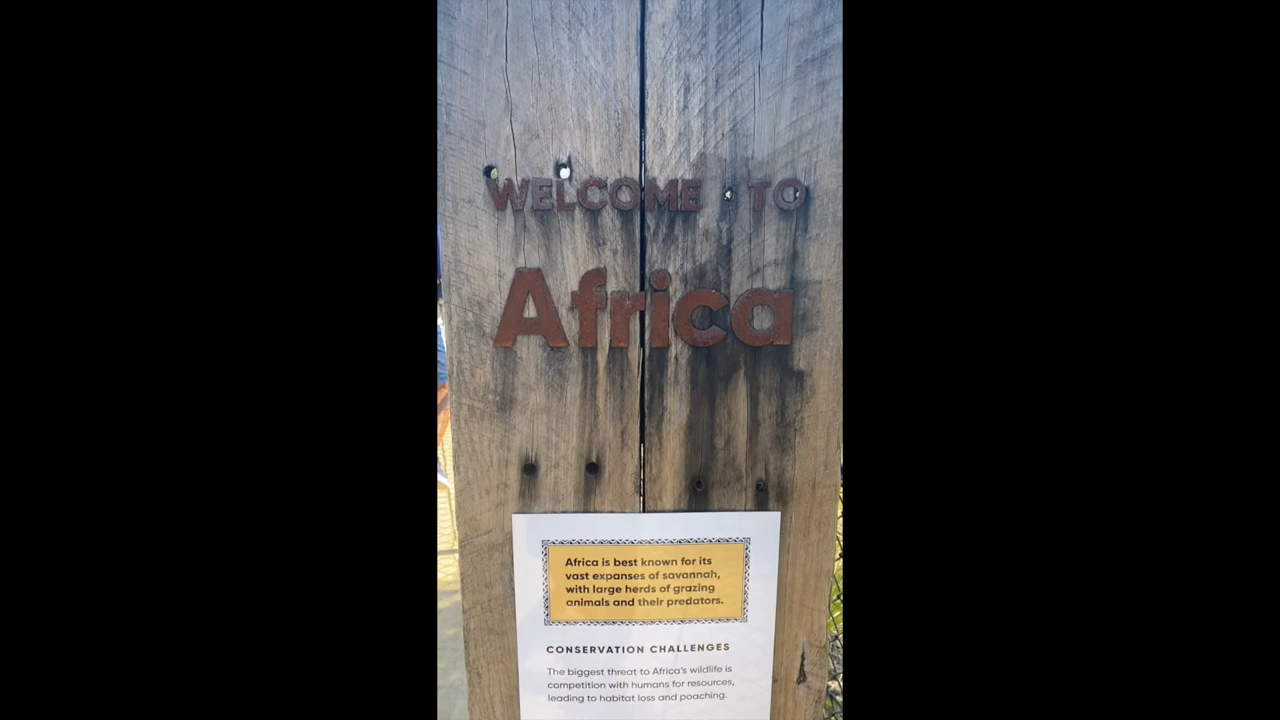 WELCOME TO
Africa
Africa is best known for its
vast expanses of savannah,
with large herds of grazing
animals and their predators.
CONSERVATION CHALLENGES
The biggest threat to Africa's wildlife is
competition with humans for resources,
leading to habitat loss and poaching.